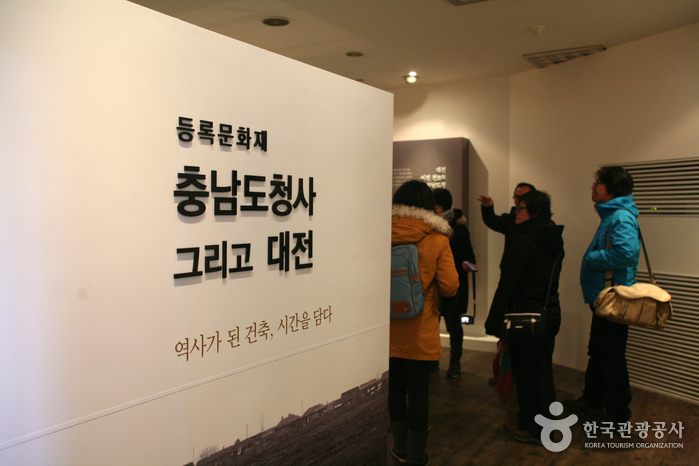 등록문화재
충남도청사
그리고 대전
역사가 된 건축, 시간을 담다
한국관광공사
KOREA TOURISM ORGANIZATION